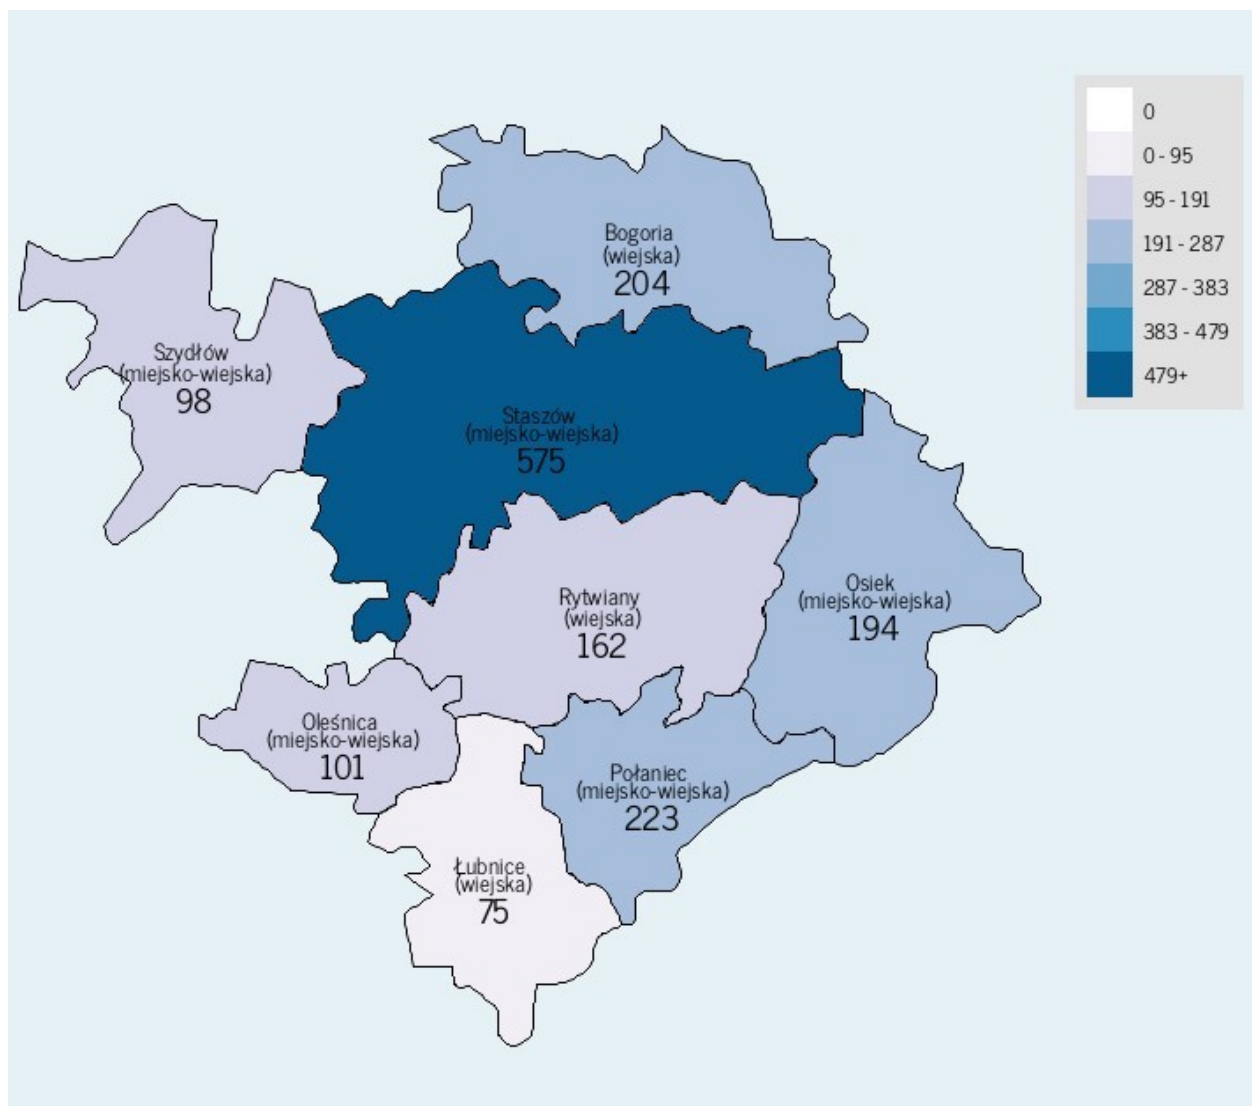 0
0 - 95
95 - 191
191 - 287
287 - 383
383 - 479
479+
Bogoria
(wiejska)
204
Szydłów
(miejsko-wiejska)
98
Staszów
(miejsko-wiejska)
575
Osiek
(miejsko-wiejska)
194
Rytwiany
(wiejska)
162
Oleśnica
(miejsko-wiejska)
101
Połaniec
(miejsko-wiejska)
223
Łubnice
(wiejska)
75